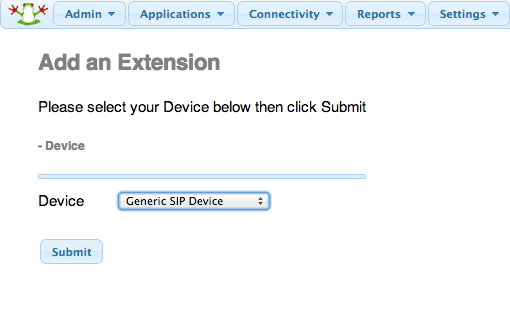 Admin Applications Connectivity Reports Settings
Add an Extension
Please select your Device below then click Submit
- Device
Device Generic SIP Device
Submit